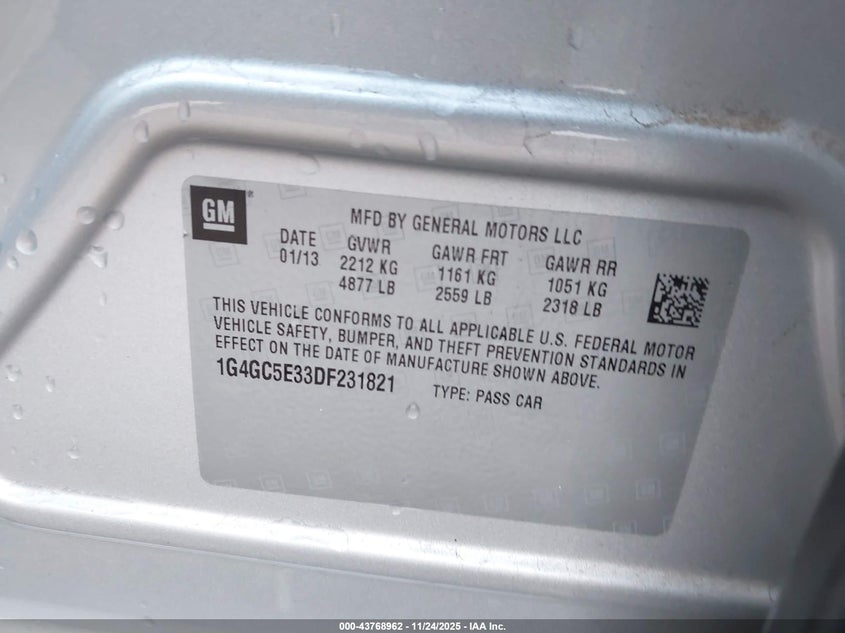 GM
MFD BY GENERAL MOTORS LLC
DATE GVWR GAWR FRT GAWR RR
01/13 2212 KG 1161 KG 1051 KG
4877 LB 2559 LB 2318 LB
THIS VEHICLE CONFORMS TO ALL APPLICABLE U.S. FEDERAL MOTOR
VEHICLE SAFETY, BUMPER, AND THEFT PREVENTION STANDARDS IN
EFFECT ON THE DATE OF MANUFACTURE SHOWN ABOVE.
1G4GC5E33DF231821 TYPE: PASS CAR
000-43768962 - 11/24/2025 - IAA Inc.